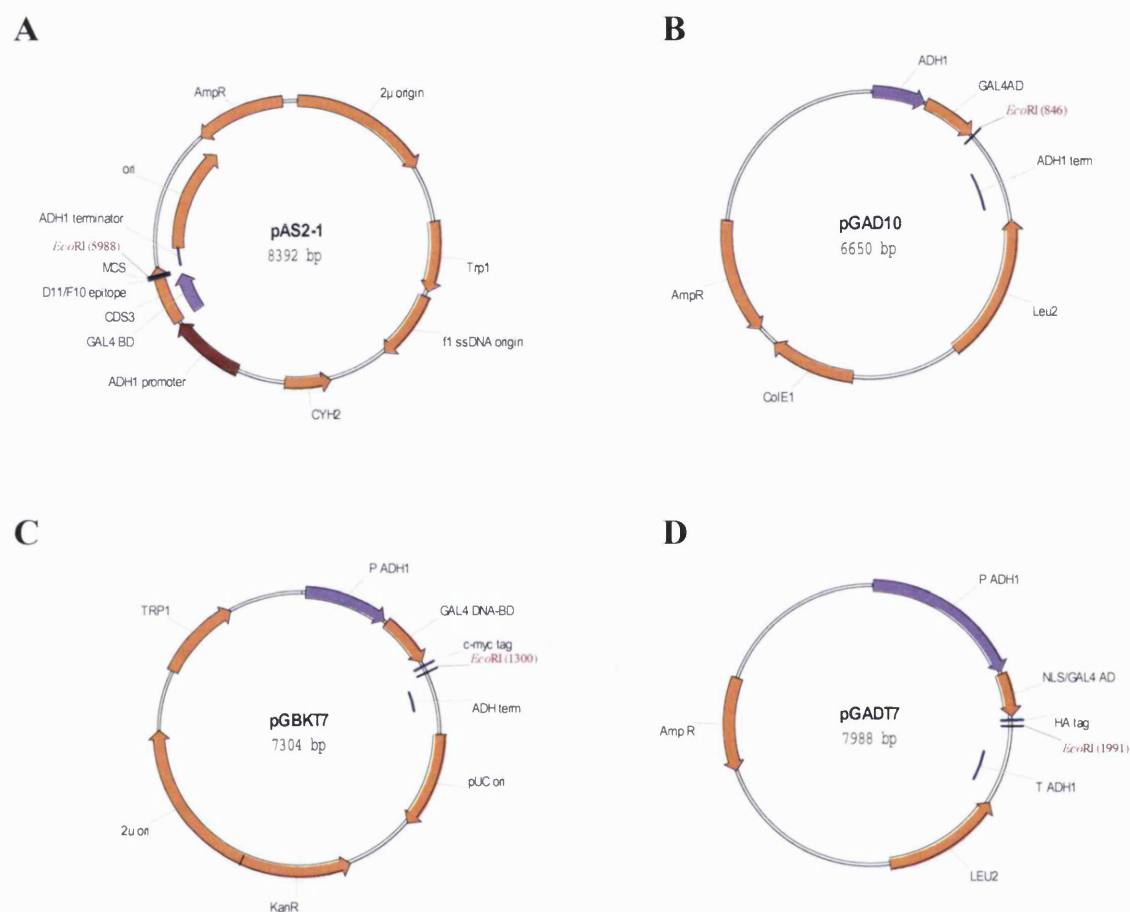 A
AmpR
2µ origin
ori
ADH1 terminator
EcoRI (5988)
MCS
D11/F10 epitope
CDS3
GAL4 BD
ADH1 promoter
pAS2-1
8392 bp
Trp1
f1 ssDNA origin
CYH2
B
ADH1
GAL4AD
EcoRI (846)
ADH1 term
pGAD10
6650 bp
AmpR
Leu2
ColE1
C
P ADH1
TRP1
GAL4 DNA-BD
c-myc tag
EcoRI (1300)
ADH term
pGBKT7
7304 bp
pUC ori
2u ori
KanR
D
P ADH1
NLS/GAL4 AD
HA tag
EcoRI (1991)
T ADH1
pGADT7
7988 bp
Amp R
LEU2